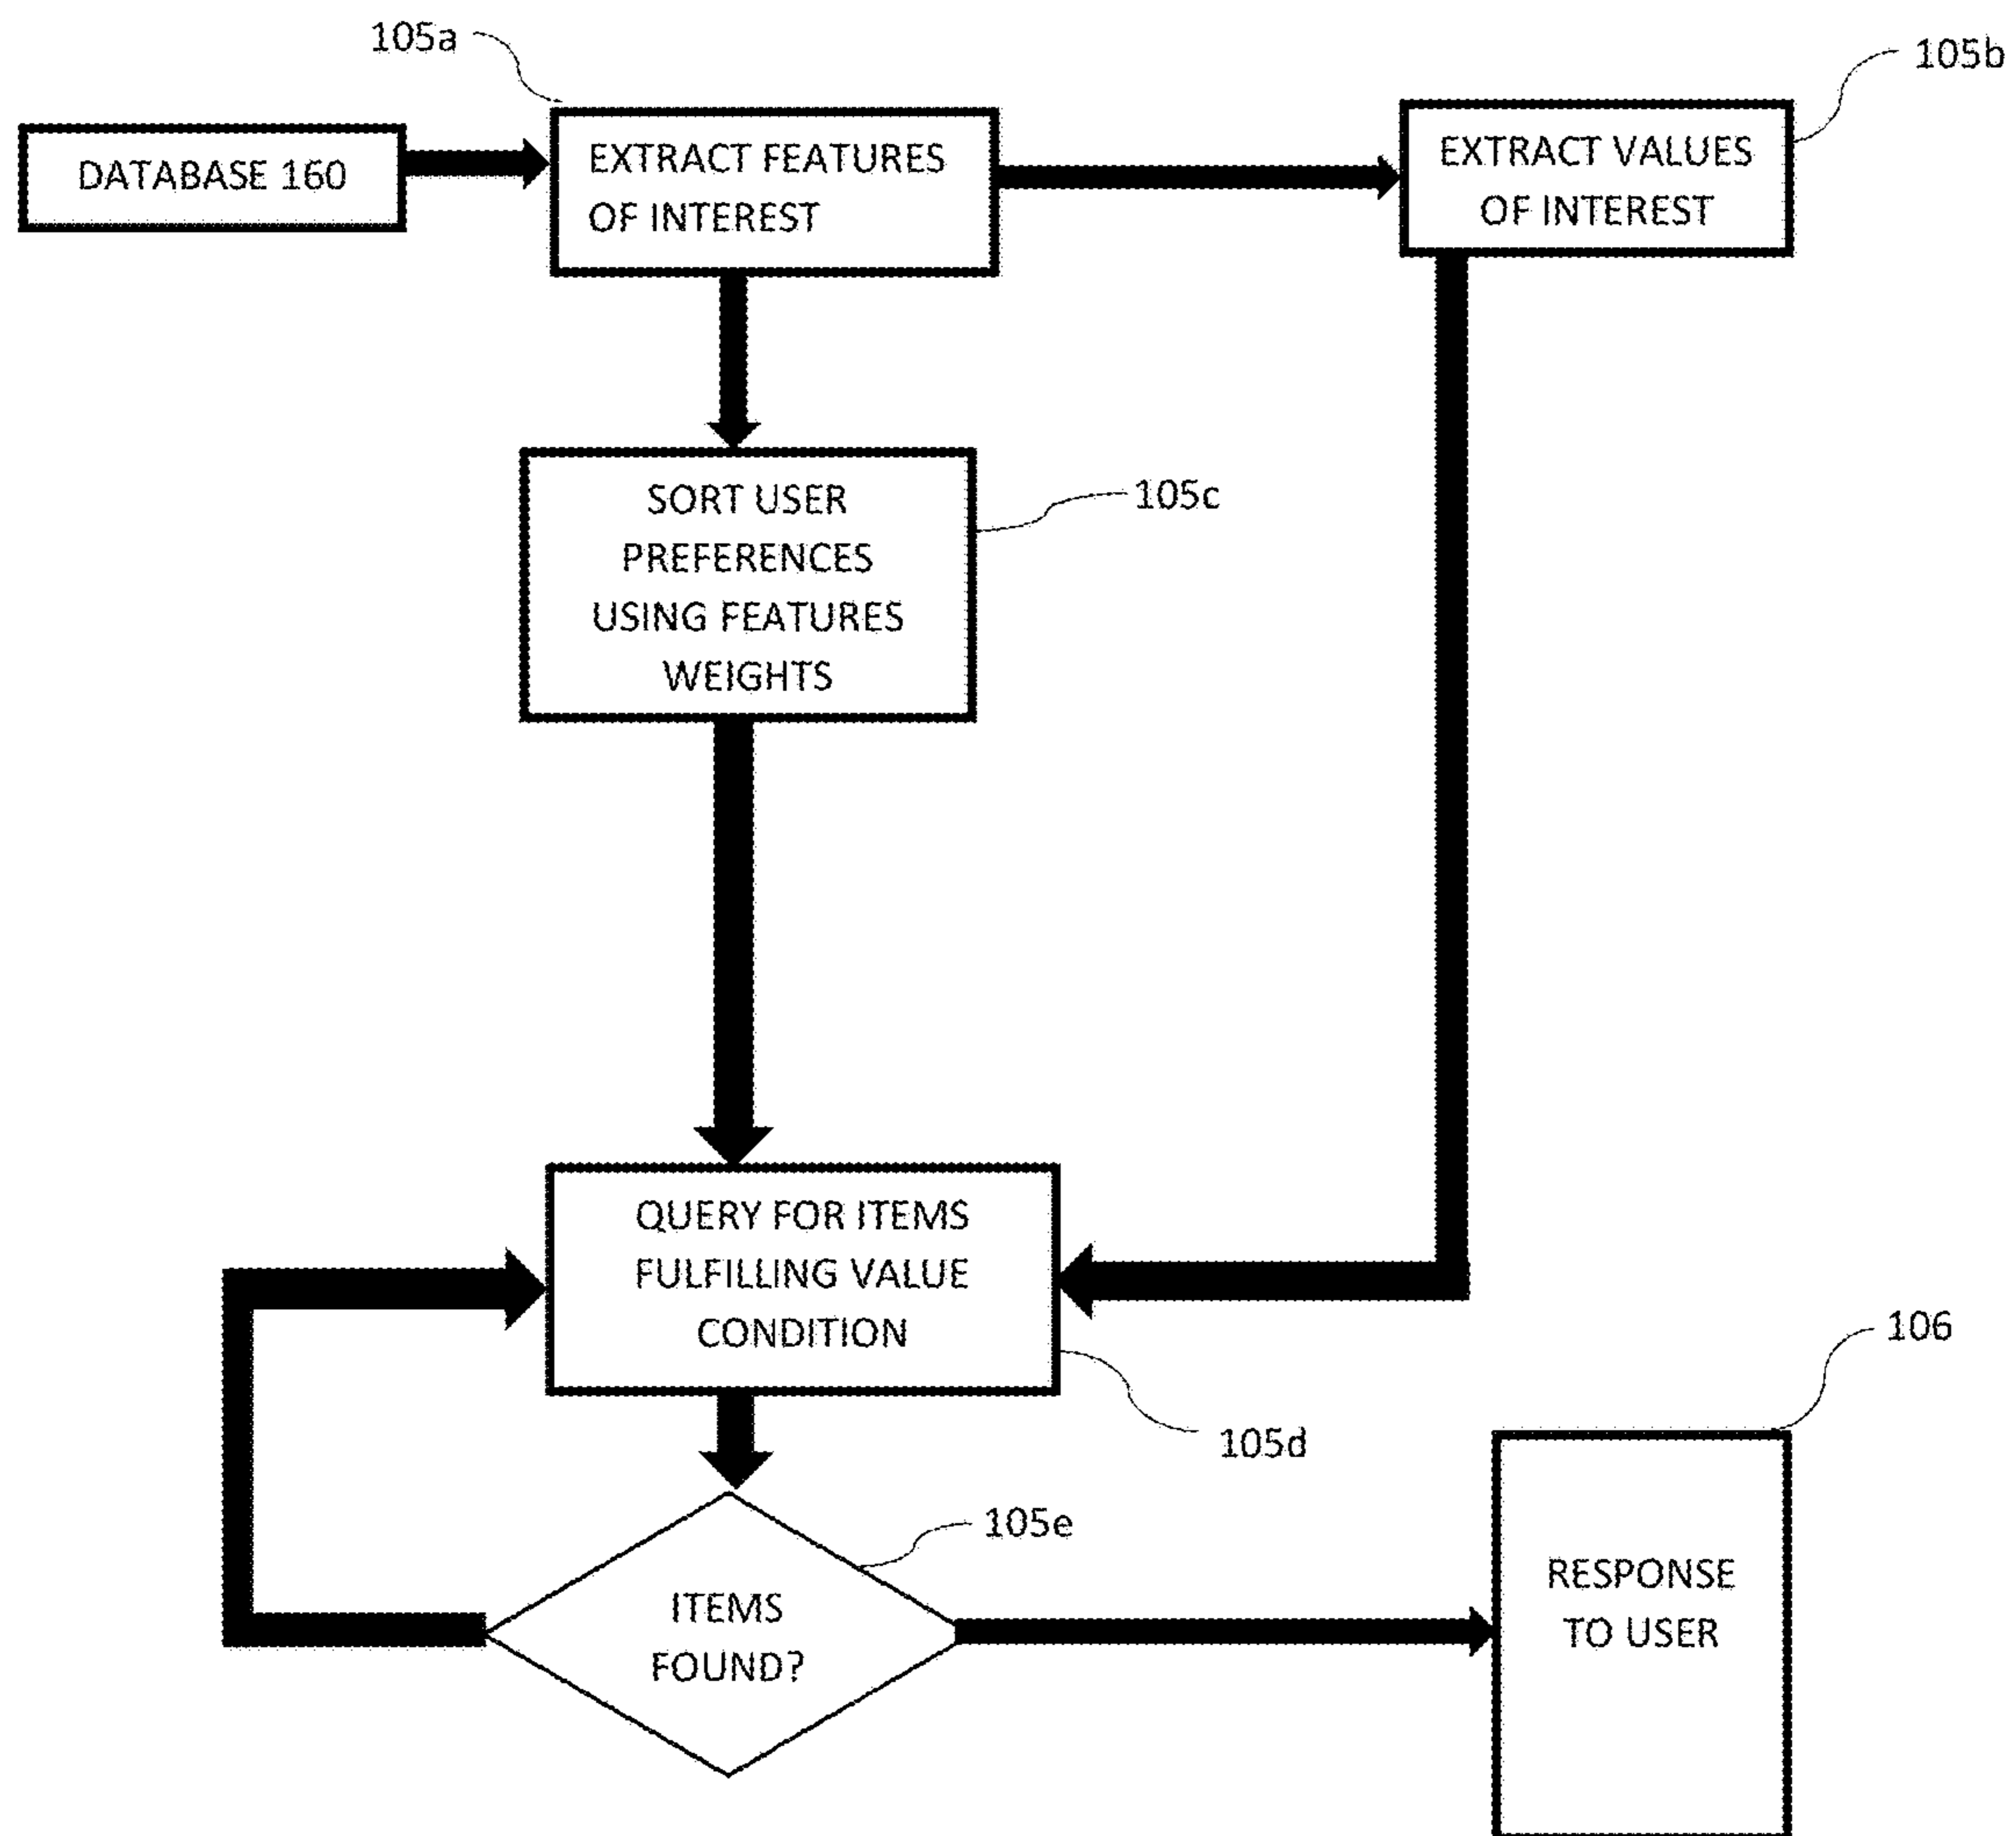 105a
105b
DATABASE 160
EXTRACT FEATURES
OF INTEREST
EXTRACT VALUES
OF INTEREST
SORT USER
PREFERENCES
USING FEATURES
WEIGHTS
105c
QUERY FOR ITEMS
FULFILLING VALUE
CONDITION
105d
106
105e
ITEMS
FOUND?
RESPONSE
TO USER